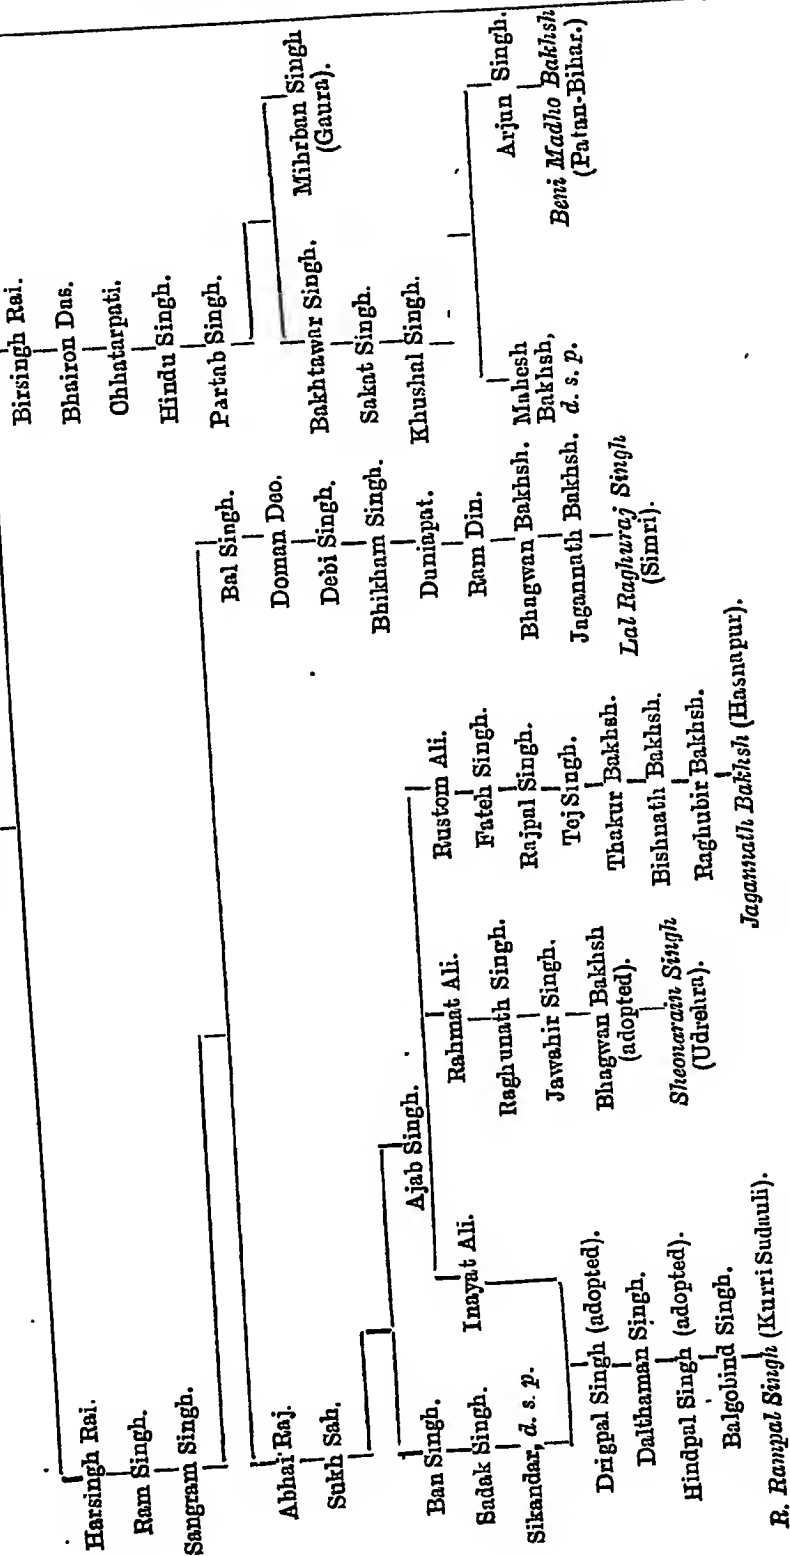 Birsingh Rai.
Bhairon Das.
Chhatarpati.
Hindu Singh.
Partab Singh.
Mihrban Singh
(Gaura).
Bakhtawar Singh.
Sakat Singh.
Khushal Singh.
Mahesh
Bakhsh,
d. s. p.
Arjun Singh.
Beni Madho Bakhsh
(Patan-Bihar.)
Bal Singh.
Doman Deo.
Debi Singh.
Bhikham Singh.
Duniapat.
Ram Din.
Bhagwan Bakhsh.
Jagannath Bakhsh.
Lal Raghuraj Singh
(Simri).
Harsingh Rai.
Ram Singh.
Sangram Singh.
Abhai Raj.
Sukh Sah.
Ajab Singh.
Rustom Ali.
Fateh Singh.
Rajpal Singh.
Tej Singh.
Thakur Bakhsh.
Bishnath Bakhsh.
Raghubir Bakhsh.
Jagannath Bakhsh (Hasnapur).
Rahmat Ali.
Raghunath Singh.
Jawahir Singh.
Bhagwan Bakhsh
(adopted).
Sheonarain Singh
(Udrehra).
Inayat Ali.
Ban Singh.
Sadak Singh.
Sikandar, d. s. p.
Drigpal Singh (adopted).
Dalthaman Singh.
Hindpal Singh (adopted).
Balgobind Singh.
R. Rampal Singh (Kurri Sudauli).